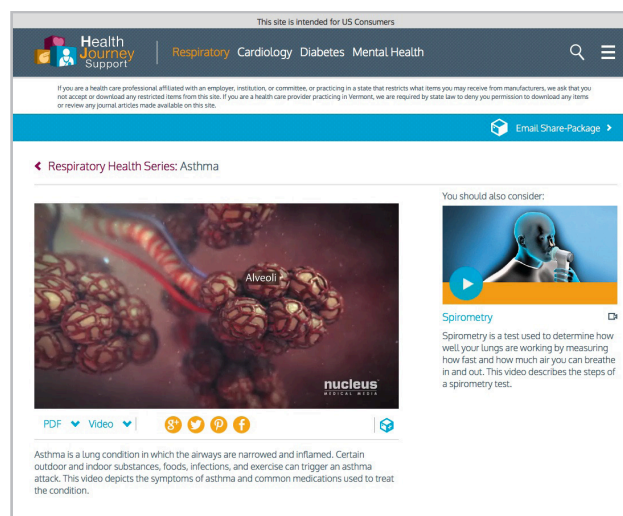 This site is intended for US Consumers
Health
Journey
Support
Respiratory Cardiology Diabetes Mental Health
If you are a health care professional affiliated with an employer, institution, or committee, or practicing in a state that restricts what items you may receive from manufacturers, we ask that you
not accept or download any restricted items from this site. If you are a health care provider practicing in Vermont, we are required by state law to deny you permission to download any items
or review any journal articles made available on this site.
Email Share-Package
Respiratory Health Series: Asthma
You should also consider:
Alveoli
nucleus
MEDICAL MEDIA
Spirometry
Spirometry is a test used to determine how
well your lungs are working by measuring
how fast and how much air you can breathe
in and out. This video describes the steps of
a spirometry test.
PDF Video
Asthma is a lung condition in which the airways are narrowed and inflamed. Certain
outdoor and indoor substances, foods, infections, and exercise can trigger an asthma
attack. This video depicts the symptoms of asthma and common medications used to treat
the condition.